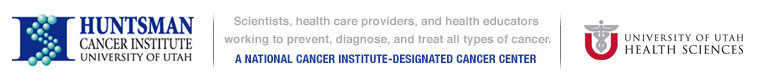 HUNTSMAN
CANCER INSTITUTE
UNIVERSITY OF UTAH
Scientists, health care providers, and health educators
working to prevent, diagnose, and treat all types of cancer.
A NATIONAL CANCER INSTITUTE-DESIGNATED CANCER CENTER
UNIVERSITY OF UTAH
HEALTH SCIENCES